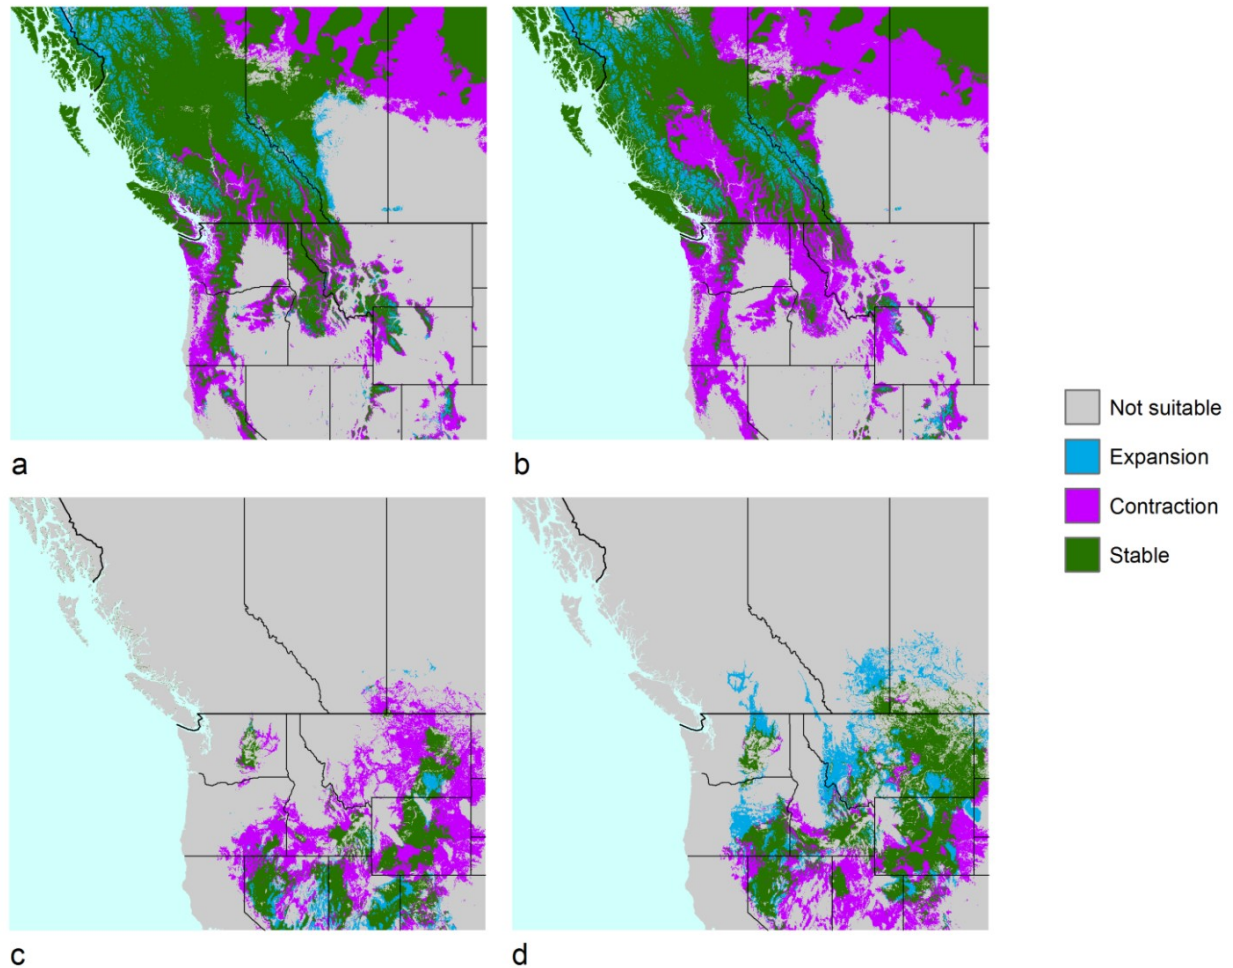 a
b
Not suitable
Expansion
Contraction
Stable
c
d